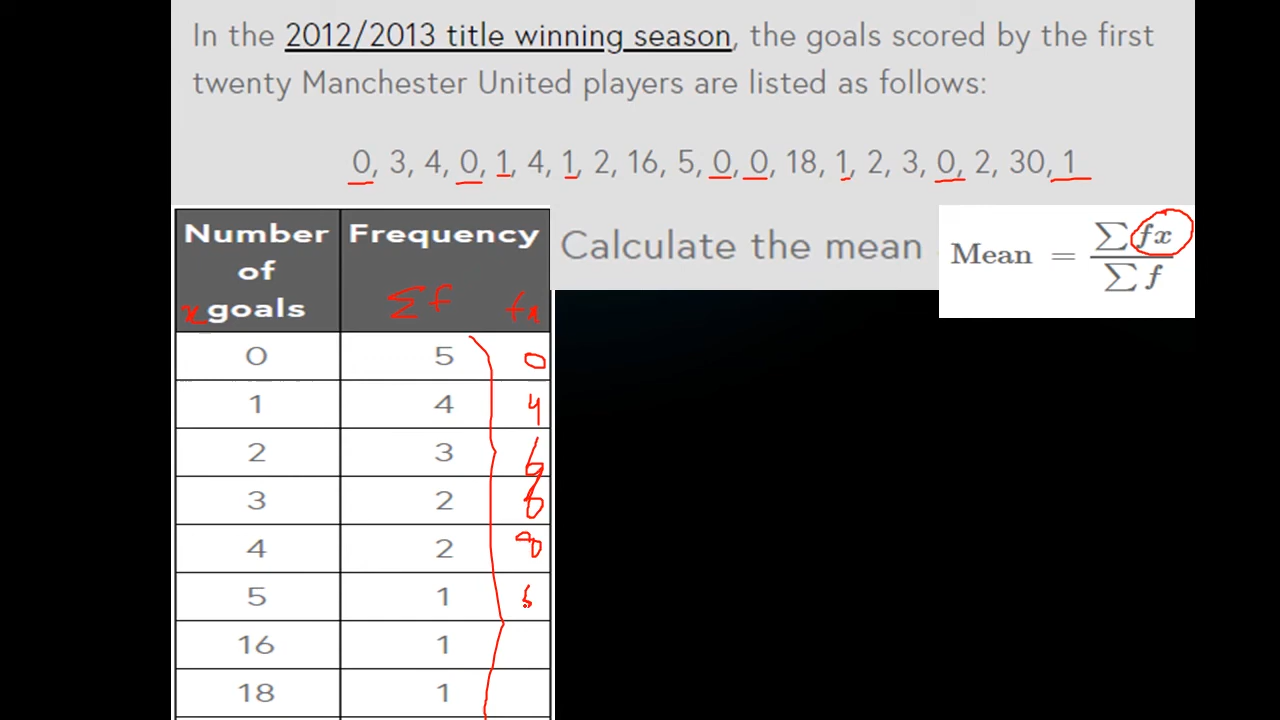 In the 2012/2013 title winning season, the goals scored by the first
twenty Manchester United players are listed as follows:
0, 3, 4, 0, 1, 4, 1, 2, 16, 5, 0, 0, 18, 1, 2, 3, 0, 2, 30, 1
Calculate the mean
Mean = ∑ fx / ∑ f
Number of x goals Frequency ∑ f fx
0 5 0
1 4 4
2 3 6
3 2 6
4 2 8
5 1 5
16 1
18 1